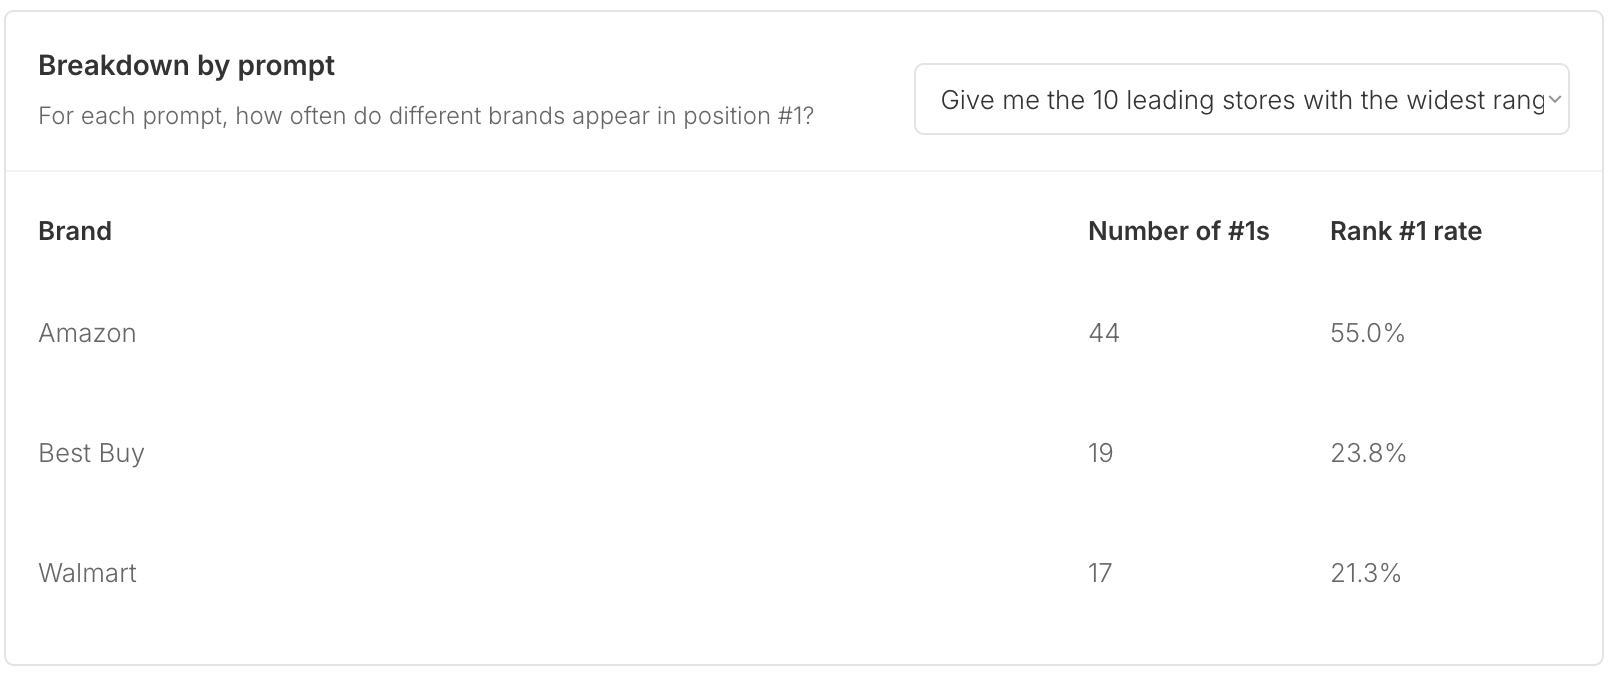 Breakdown by prompt
For each prompt, how often do different brands appear in position #1?
Give me the 10 leading stores with the widest rang
Brand Number of #1s Rank #1 rate
Amazon 44 55.0%
Best Buy 19 23.8%
Walmart 17 21.3%